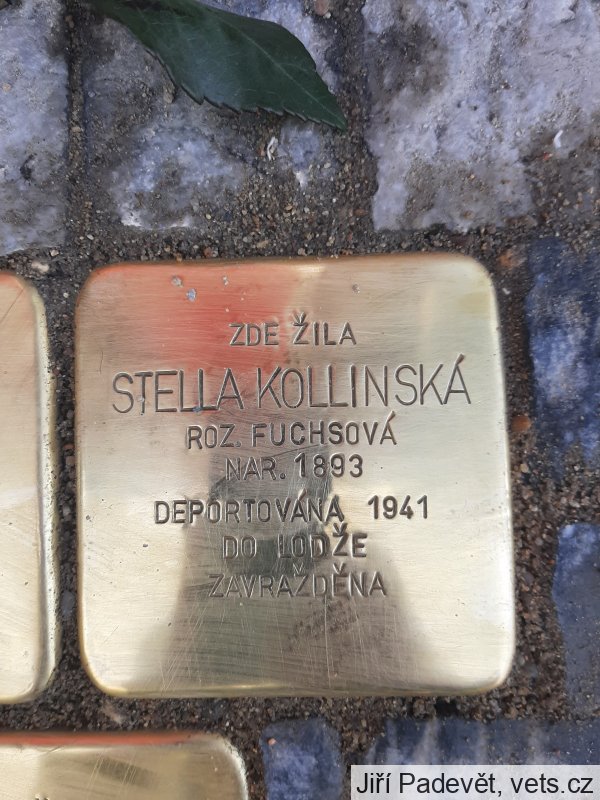 ZDE ŽILA
STELLA KOLLINSKÁ
ROZ. FUCHSOVÁ
NAR. 1893
DEPORTOVÁNA 1941
DO LODŽE
ZAVRAŽDĚNA
Jiří Padevět, vets.cz